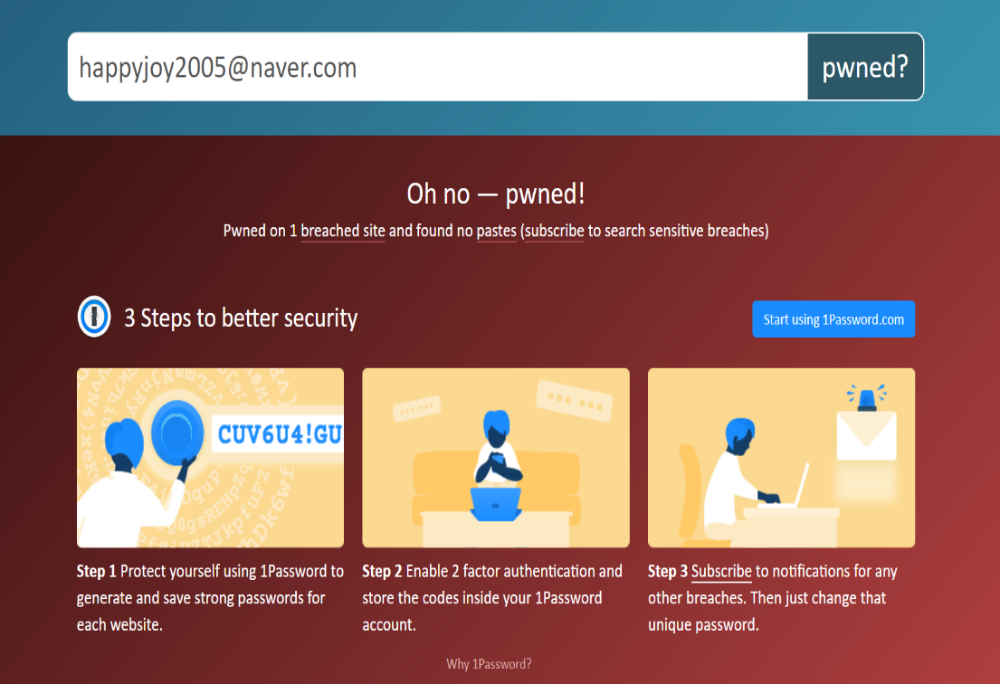 happyjoy2005@naver.com
pwned?
Oh no — pwned!
Pwned on 1 breached site and found no pastes (subscribe to search sensitive breaches)
3 Steps to better security
Start using 1Password.com
CUV6U4!GU
Step 1 Protect yourself using 1Password to
generate and save strong passwords for
each website.
Step 2 Enable 2 factor authentication and
store the codes inside your 1Password
account.
Step 3 Subscribe to notifications for any
other breaches. Then just change that
unique password.
Why 1Password?